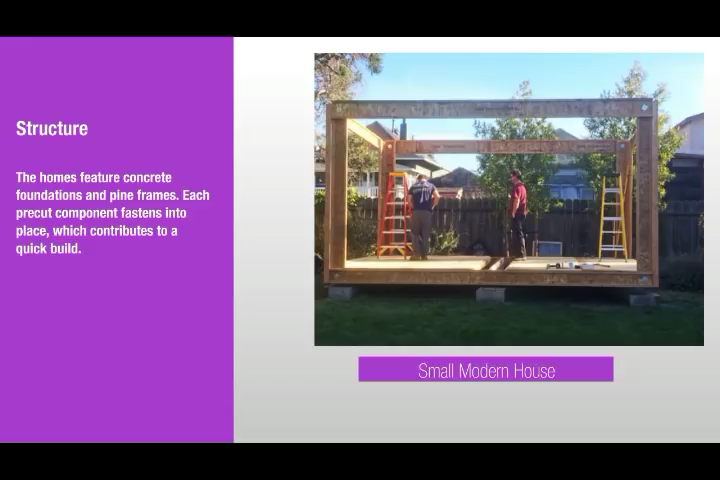 Structure
The homes feature concrete
foundations and pine frames. Each
precut component fastens into
place, which contributes to a
quick build.
Small Modern House